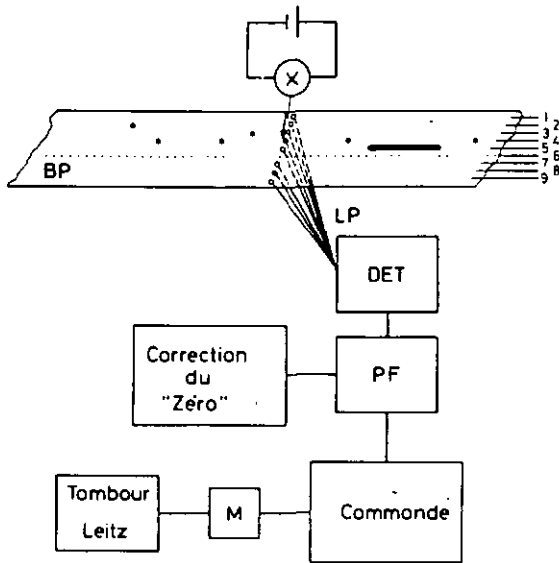 X
1
2
3
4
5
6
7
8
9
BP
LP
DET
Correction
du
"Zéro"
PF
Tombour
Leitz
M
Commonde